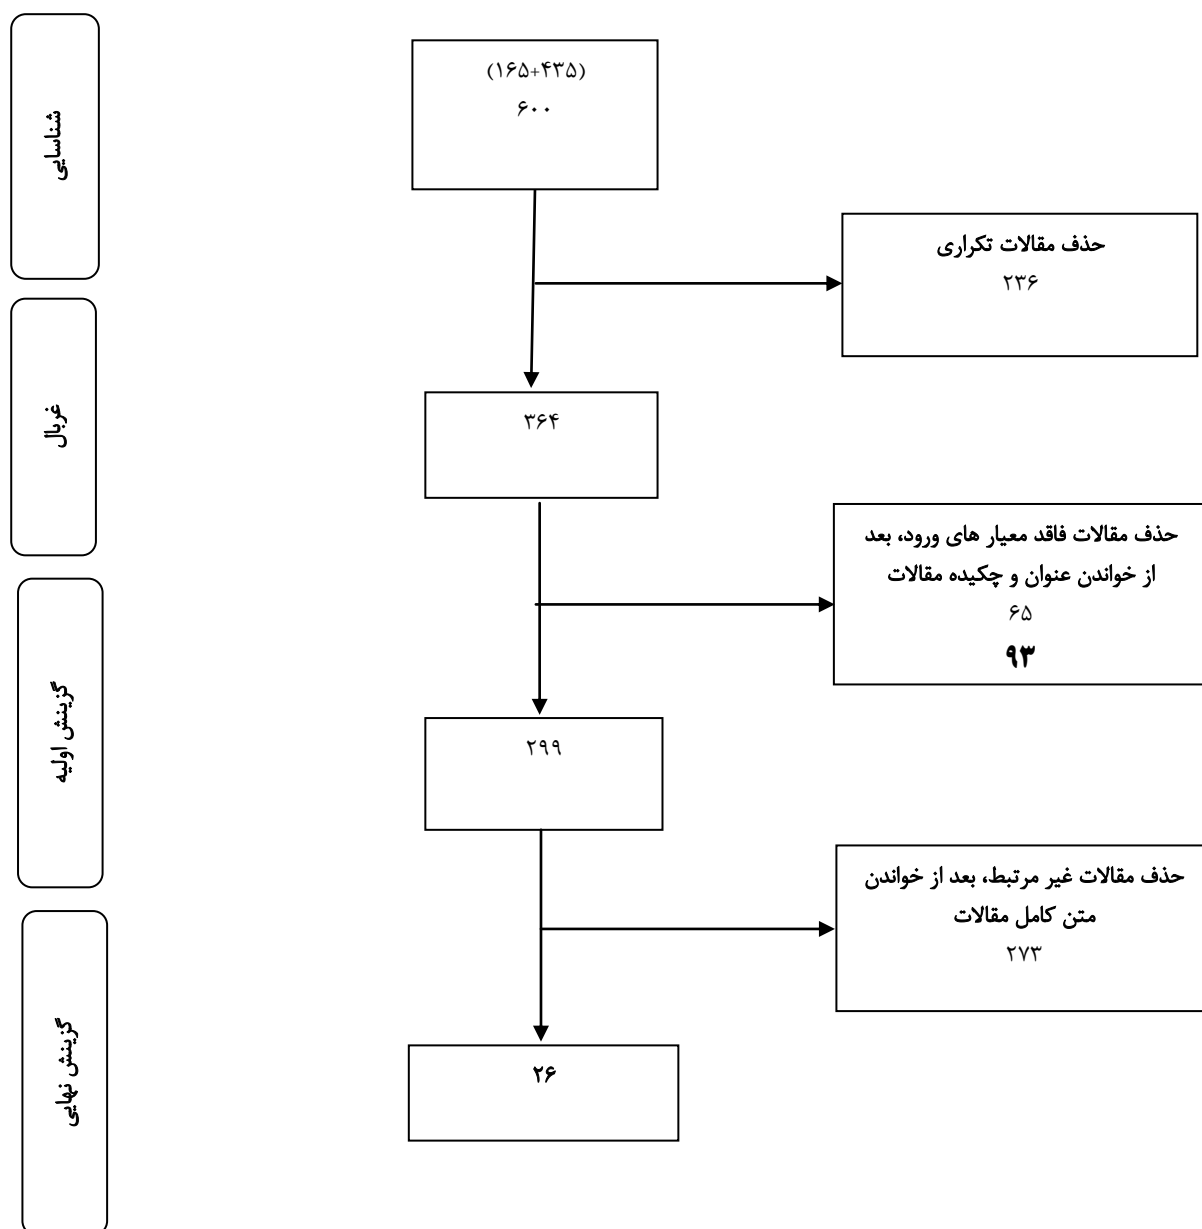 شناسایی
(۱۶۵+۴۳۵)
۶۰۰
حذف مقالات تکراری
۲۳۶
غربال
۳۶۴
حذف مقالات فاقد معیار های ورود، بعد
از خواندن عنوان و چکیده مقالات
۶۵
۹۳
گزینش اولیه
۲۹۹
حذف مقالات غیر مرتبط، بعد از خواندن
متن کامل مقالات
۲۷۳
گزینش نهایی
۲۶